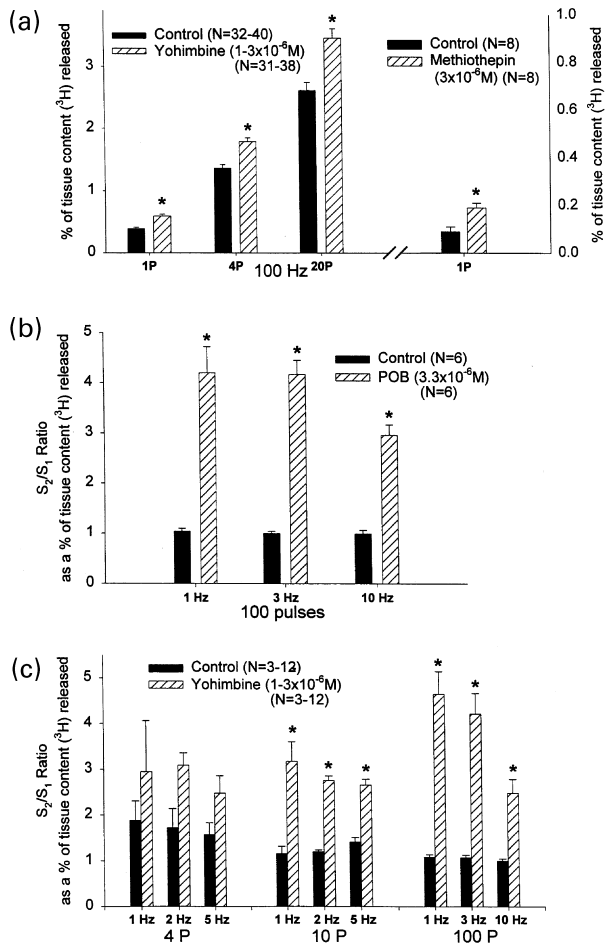 (a)
Control (N=32-40)
Yohimbine (1-3x10⁻⁶M)
(N=31-38)
Control (N=8)
Methiothepin
(3x10⁻⁶M) (N=8)
% of tissue content (³H) released
3
2
1
0
* * * *
1.0
0.8
0.6
0.4
0.2
0.0
% of tissue content (³H) released
1P 4P 20P 1P
100 Hz
(b)
Control (N=6)
POB (3.3x10⁻⁶M)
(N=6)
S₂/S₁ Ratio
as a % of tissue content (³H) released
5
4
3
2
1
0
* * *
1 Hz 3 Hz 10 Hz
100 pulses
(c)
Control (N=3-12)
Yohimbine (1-3x10⁻⁶M)
(N=3-12)
S₂/S₁ Ratio
as a % of tissue content (³H) released
5
4
3
2
1
0
* * * * * *
1 Hz 2 Hz 5 Hz 1 Hz 2 Hz 5 Hz 1 Hz 3 Hz 10 Hz
4 P 10 P 100 P